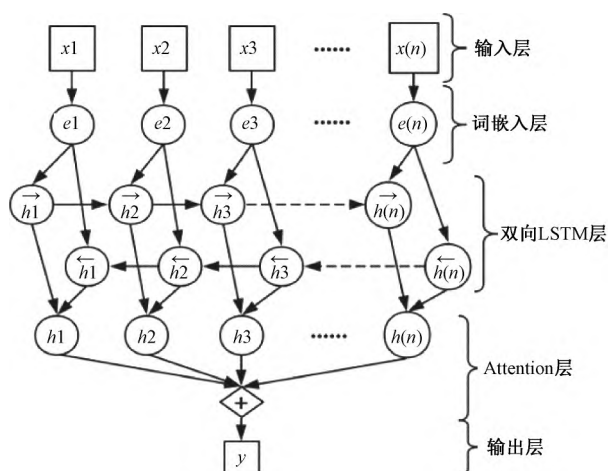 x1 x2 x3 ...... x(n) 输入层
e1 e2 e3 ...... e(n) 词嵌入层
→h1 →h2 →h3 →h(n)
双向LSTM层
←h1 ←h2 ←h3 ←h(n)
h1 h2 h3 ...... h(n)
Attention层
+
y 输出层